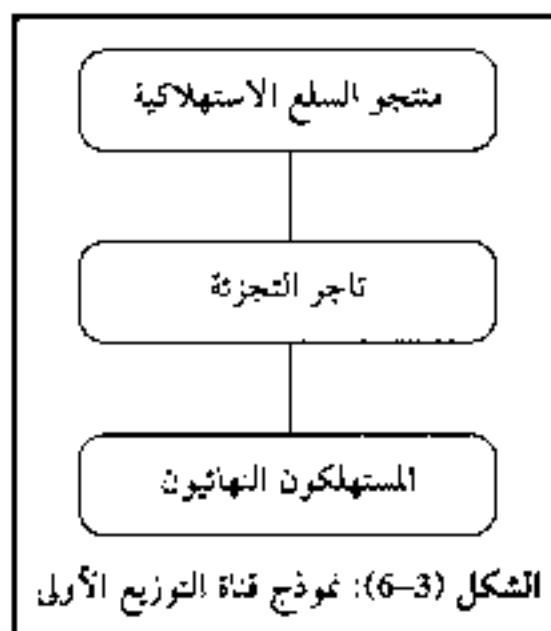 منتجو السلع الاستهلاكية
تاجر التجزئة
المستهلكون النهائيون
الشكل (3-6): نموذج قناة التوزيع الأولى